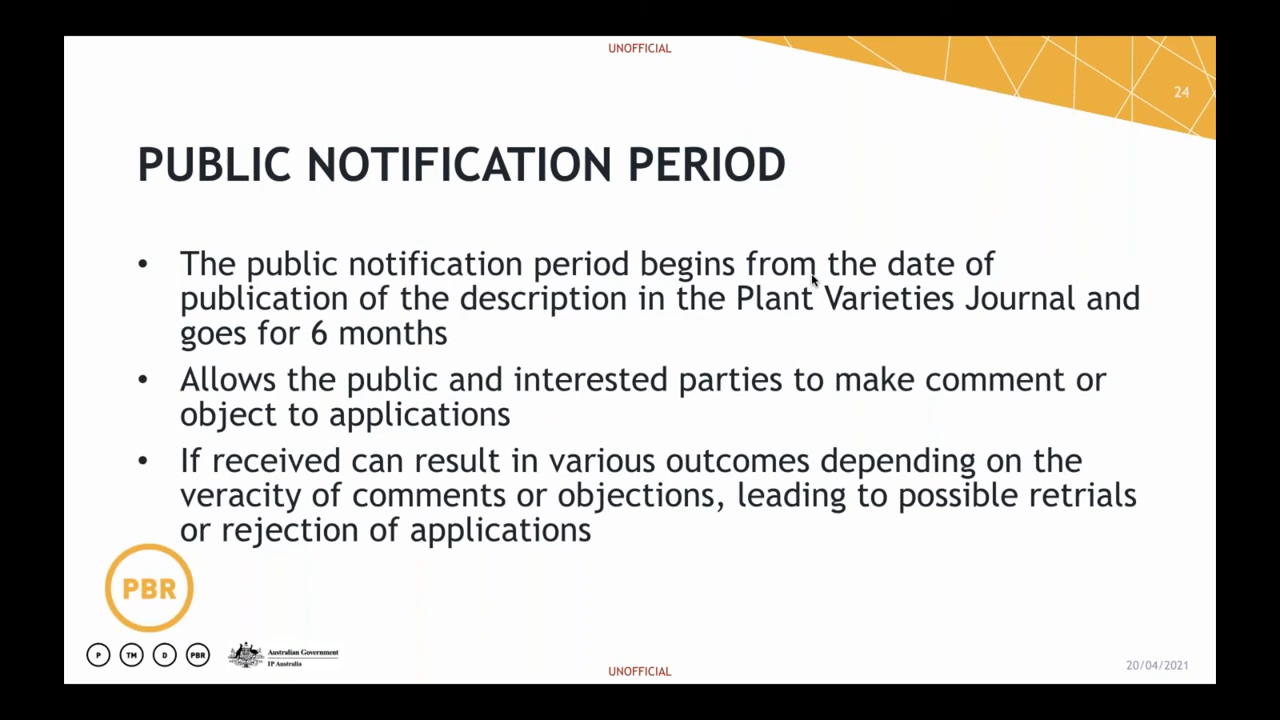 UNOFFICIAL
24
PUBLIC NOTIFICATION PERIOD
• The public notification period begins from the date of
publication of the description in the Plant Varieties Journal and
goes for 6 months
• Allows the public and interested parties to make comment or
object to applications
• If received can result in various outcomes depending on the
veracity of comments or objections, leading to possible retrials
or rejection of applications
PBR
P TM D PBR
Australian Government
IP Australia
UNOFFICIAL
20/04/2021